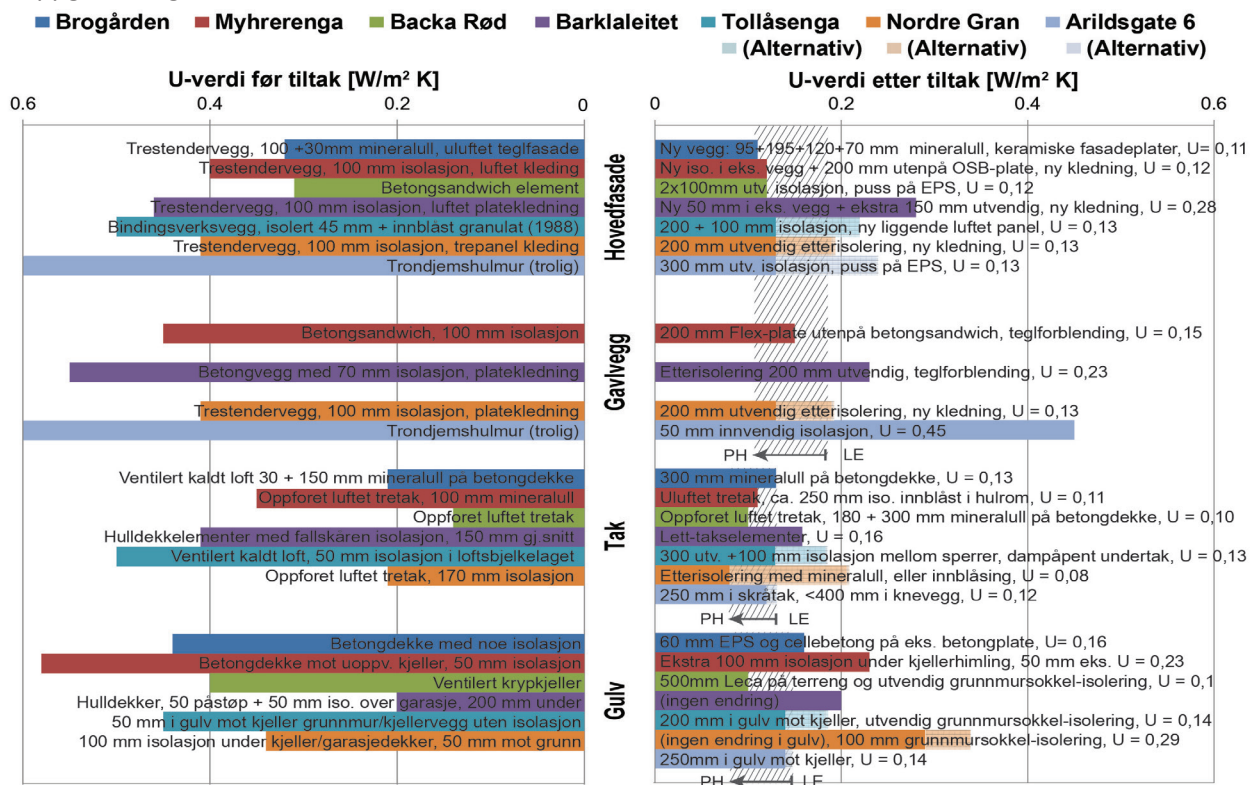 Brogården Myhrerenga Backa Rød Barklaleitet Tollåsenga Nordre Gran Arildsgate 6
(Alternativ) (Alternativ) (Alternativ)
U-verdi før tiltak [W/m² K] U-verdi etter tiltak [W/m² K]
0.6 0.4 0.2 0 0 0.2 0.4 0.6
Hovedfasade
Trestendervegg, 100 +30mm mineralull, uluftet teglfasade Ny vegg: 95+195+120+70 mm mineralull, keramiske fasadeplater, U= 0,11
Trestendervegg, 100 mm isolasjon, luftet kleding Ny iso. i eks. vegg + 200 mm utenpå OSB-plate, ny kledning, U = 0,12
Betongsandwich element 2x100mm utv. isolasjon, puss på EPS, U = 0,12
Trestendervegg, 100 mm isolasjon, luftet platekledning Ny 50 mm i eks. vegg + ekstra 150 mm utvendig, ny kledning, U = 0,28
Bindingsverksvegg, isolert 45 mm + innblåst granulat (1988) 200 + 100 mm isolasjon, ny liggende luftet panel, U = 0,13
Trestendervegg, 100 mm isolasjon, trepanel kleding 200 mm utvendig etterisolering, ny kledning, U = 0,13
Trondjemshulmur (trolig) 300 mm utv. isolasjon, puss på EPS, U = 0,13
Gavlvegg
Betongsandwich, 100 mm isolasjon 200 mm Flex-plate utenpå betongsandwich, teglforblending, U = 0,15
Betongvegg med 70 mm isolasjon, platekledning Etterisolering 200 mm utvendig, teglforblending, U = 0,23
Trestendervegg, 100 mm isolasjon, platekledning 200 mm utvendig etterisolering, ny kledning, U = 0,13
Trondjemshulmur (trolig) 50 mm innvendig isolasjon, U = 0,45
PH LE
Tak
Ventilert kaldt loft 30 + 150 mm mineralull på betongdekke 300 mm mineralull på betongdekke, U = 0,13
Oppforet luftet tretak, 100 mm mineralull Uluftet tretak, ca. 250 mm iso. innblåst i hulrom, U = 0,11
Oppforet luftet tretak Oppforet luftet tretak, 180 + 300 mm mineralull på betongdekke, U = 0,10
Hulldekkelementer med fallskåren isolasjon, 150 mm gj.snitt Lett-takselementer, U = 0,16
Ventilert kaldt loft, 50 mm isolasjon i loftsbjelkelaget 300 utv. +100 mm isolasjon mellom sperrer, dampåpent undertak, U = 0,13
Oppforet luftet tretak, 170 mm isolasjon Etterisolering med mineralull, eller innblåsing, U = 0,08
250 mm i skråtak, <400 m i knevegg, U = 0,12
PH LE
Gulv
Betongdekke med noe isolasjon 60 mm EPS og cellebetong på eks. betongplate, U= 0,16
Betongdekke mot uoppv. kjeller, 50 mm isolasjon Ekstra 100 mm isolasjon under kjellerhimling, 50 mm eks. U = 0,23
Ventilert krypkjeller 500mm Leca på terreng og utvendig grunnmursokkel-isolering, U = 0,1
Hulldekker, 50 påstøp + 50 mm iso. over garasje, 200 mm under (ingen endring)
50 mm i gulv mot kjeller grunnmur/kjellervegg uten isolasjon 200 mm i gulv mot kjeller, utvendig grunnmursokkel-isolering, U = 0,14
100 mm isolasjon under kjeller/garasjedekker, 50 mm mot grunn (ingen endring i gulv), 100 mm grunnmursokkel-isolering, U = 0,29
250mm i gulv mot kjeller, U = 0,14
PH LE